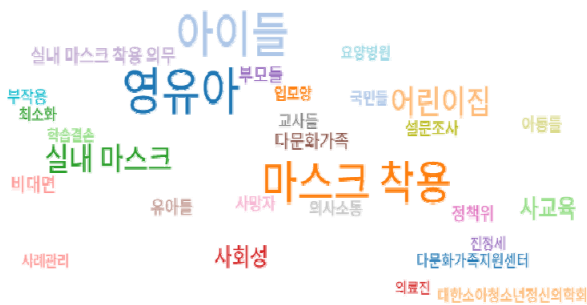 아이들
실내 마스크 착용 의무
요양병원
부모들
영유아
부작용
입모양
국민들
어린이집
최소화
교사들
설문조사
아동들
학습결손
다문화가족
실내 마스크
비대면
마스크 착용
유아들
사망자
의사소통
정책위
사교육
진정세
사회성
사례관리
다문화가족지원센터
의료진
대한소아청소년정신의학회